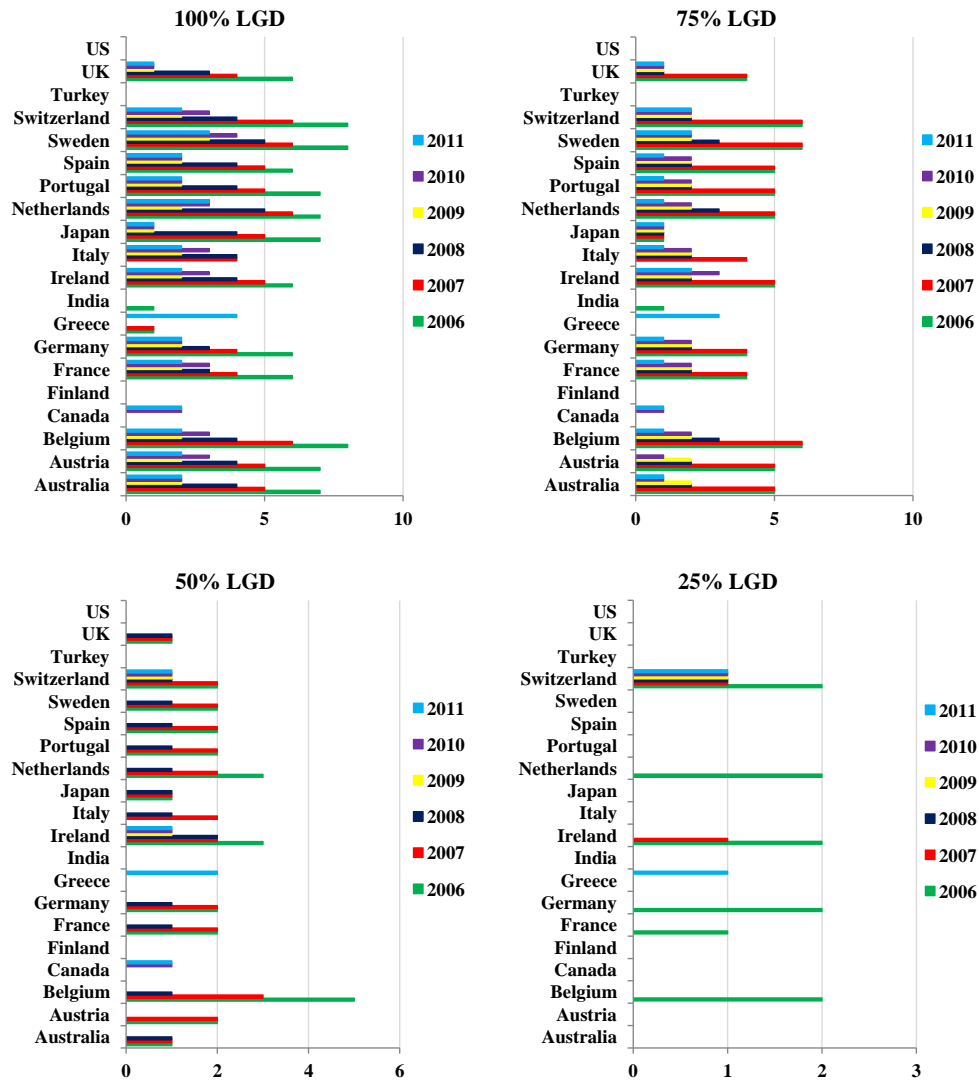 100% LGD
US
UK
Turkey
Switzerland
Sweden
Spain
Portugal
Netherlands
Japan
Italy
Ireland
India
Greece
Germany
France
Finland
Canada
Belgium
Austria
Australia
0 5 10
2011
2010
2009
2008
2007
2006
75% LGD
US
UK
Turkey
Switzerland
Sweden
Spain
Portugal
Netherlands
Japan
Italy
Ireland
India
Greece
Germany
France
Finland
Canada
Belgium
Austria
Australia
0 5 10
2011
2010
2009
2008
2007
2006
50% LGD
US
UK
Turkey
Switzerland
Sweden
Spain
Portugal
Netherlands
Japan
Italy
Ireland
India
Greece
Germany
France
Finland
Canada
Belgium
Austria
Australia
0 2 4 6
2011
2010
2009
2008
2007
2006
25% LGD
US
UK
Turkey
Switzerland
Sweden
Spain
Portugal
Netherlands
Japan
Italy
Ireland
India
Greece
Germany
France
Finland
Canada
Belgium
Austria
Australia
0 1 2 3
2011
2010
2009
2008
2007
2006